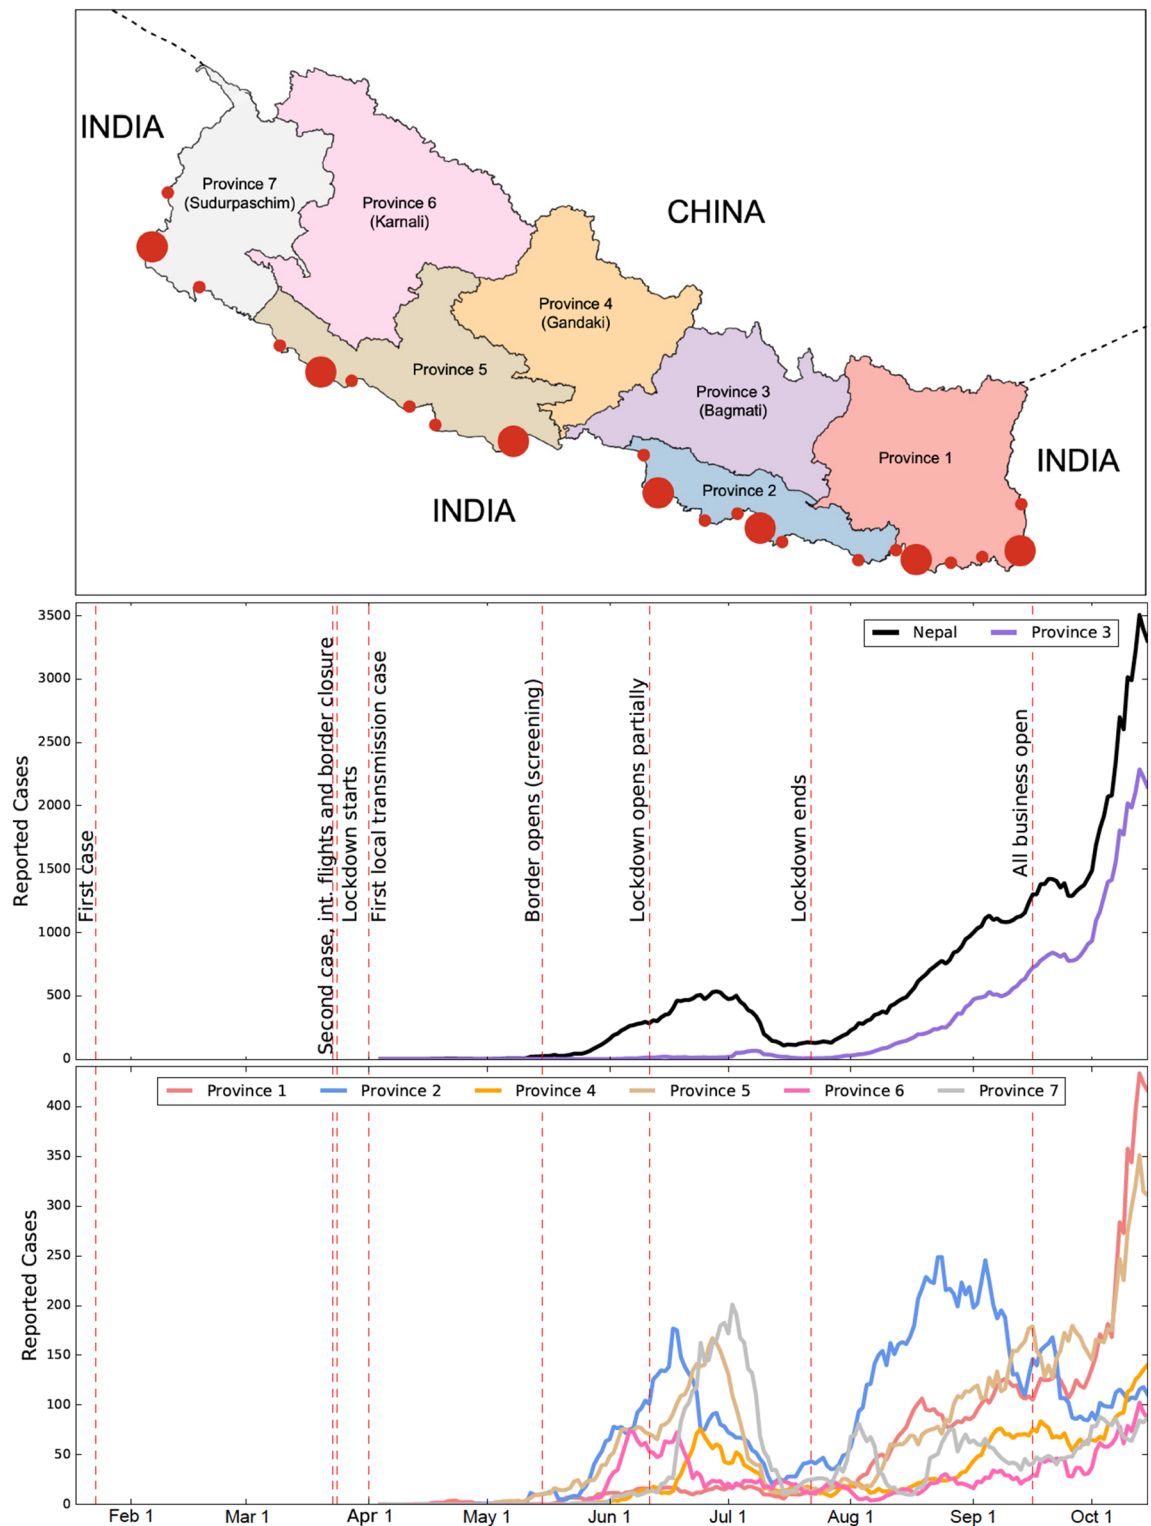 INDIA
Province 7
(Sudurpaschim)
Province 6
(Karnali)
CHINA
Province 4
(Gandaki)
Province 5
Province 3
(Bagmati)
Province 1
INDIA
Province 2
INDIA
3500
3000
2500
2000
1500
1000
500
0
Reported Cases
Nepal
Province 3
First case
Second case, int. flights and border closure
Lockdown starts
First local transmission case
Border opens (screening)
Lockdown opens partially
Lockdown ends
All business open
Province 1
Province 2
Province 4
Province 5
Province 6
Province 7
400
350
300
250
200
150
100
50
0
Reported Cases
Feb 1
Mar 1
Apr 1
May 1
Jun 1
Jul 1
Aug 1
Sep 1
Oct 1